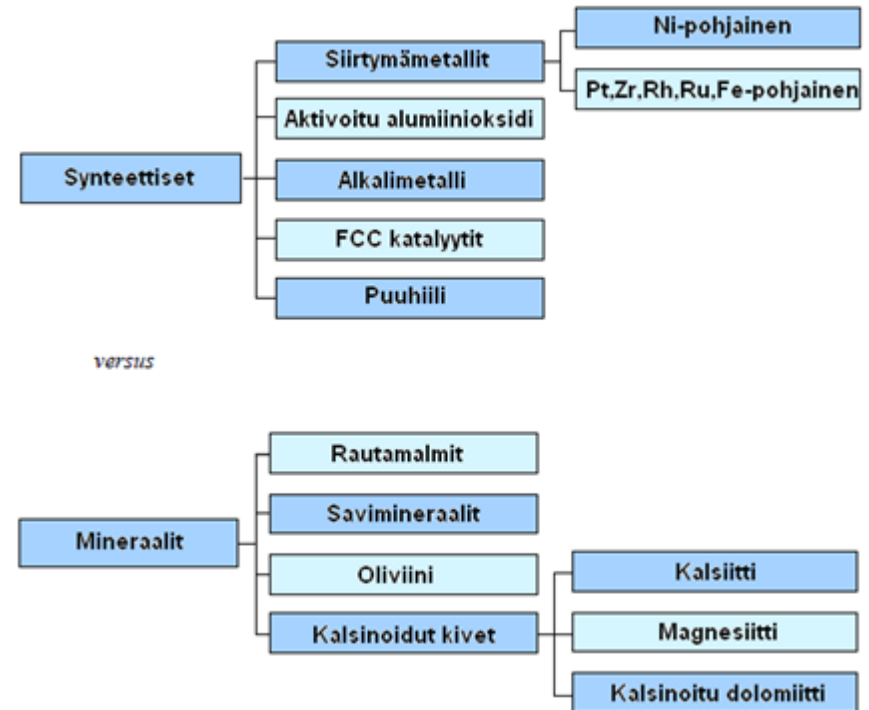 Synteettiset
Siirtymämetallit
Ni-pohjainen
Pt,Zr,Rh,Ru,Fe-pohjainen
Aktivoitu alumiinioksidi
Alkalimetalli
FCC katalyytit
Puuhiili
versus
Mineraalit
Rautamalmit
Savimineraalit
Oliviini
Kalsinoidut kivet
Kalsiitti
Magnesiitti
Kalsinoitu dolomiitti